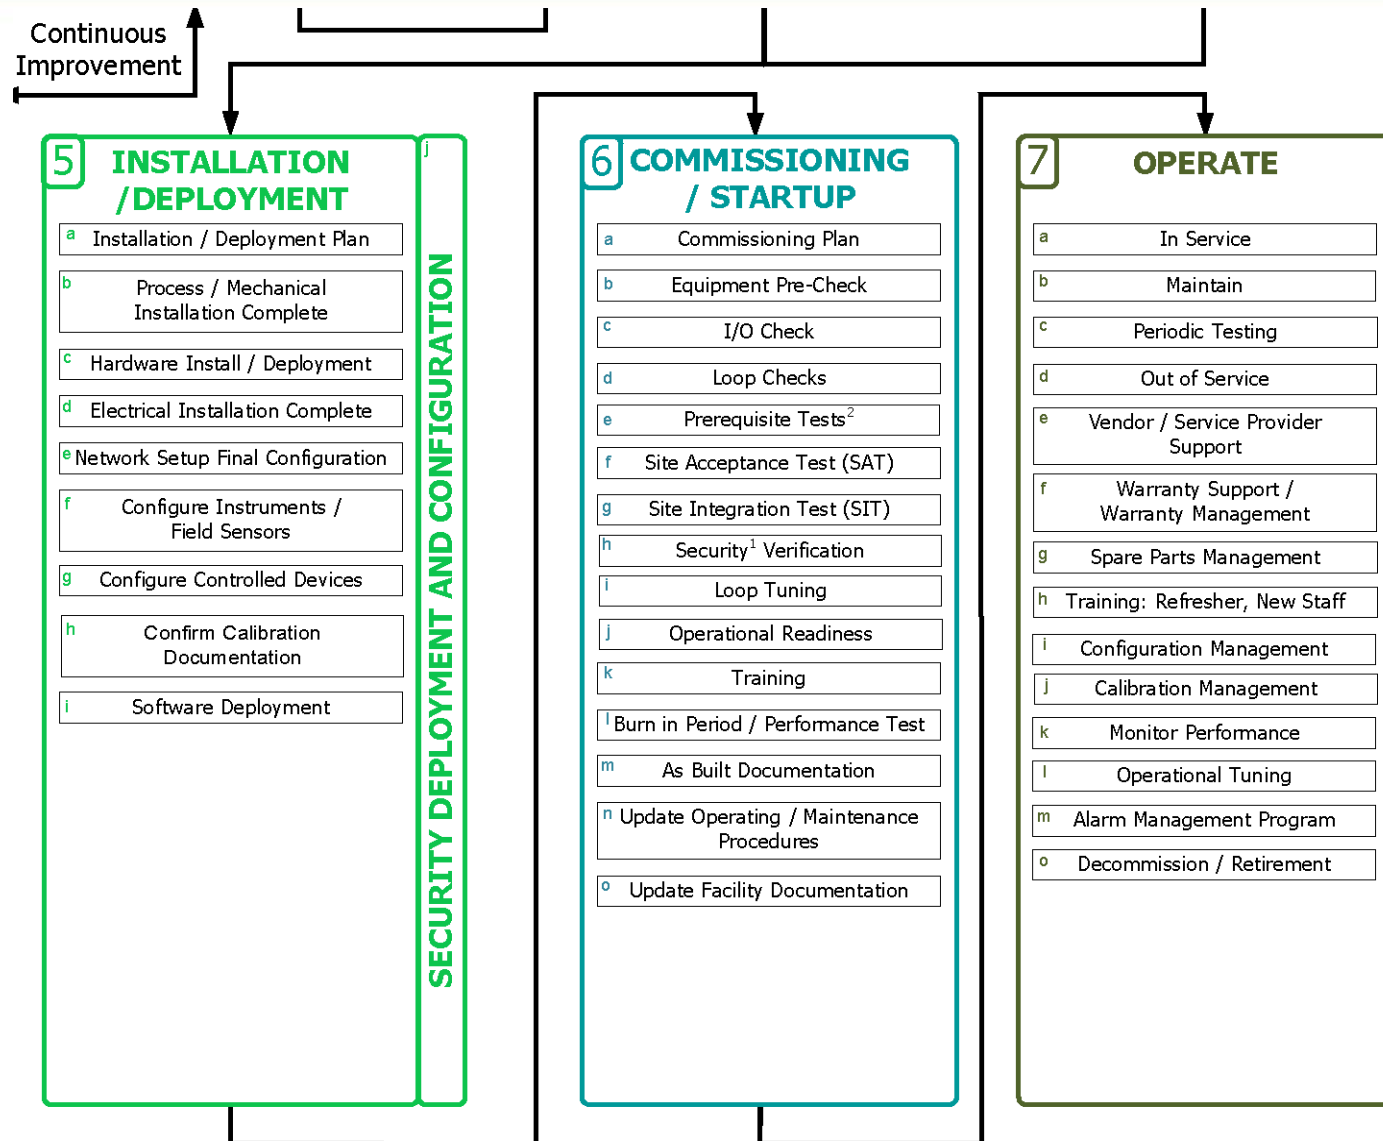 Continuous
Improvement
5
INSTALLATION
/DEPLOYMENT
a Installation / Deployment Plan
b Process / Mechanical
Installation Complete
c Hardware Install / Deployment
d Electrical Installation Complete
e Network Setup Final Configuration
f Configure Instruments /
Field Sensors
g Configure Controlled Devices
h Confirm Calibration
Documentation
i Software Deployment
j
SECURITY DEPLOYMENT AND CONFIGURATION
6
COMMISSIONING
/ STARTUP
a Commissioning Plan
b Equipment Pre-Check
c I/O Check
d Loop Checks
e Prerequisite Tests²
f Site Acceptance Test (SAT)
g Site Integration Test (SIT)
h Security¹ Verification
i Loop Tuning
j Operational Readiness
k Training
l Burn in Period / Performance Test
m As Built Documentation
n Update Operating / Maintenance
Procedures
o Update Facility Documentation
7
OPERATE
a In Service
b Maintain
c Periodic Testing
d Out of Service
e Vendor / Service Provider
Support
f Warranty Support /
Warranty Management
g Spare Parts Management
h Training: Refresher, New Staff
i Configuration Management
j Calibration Management
k Monitor Performance
l Operational Tuning
m Alarm Management Program
o Decommission / Retirement